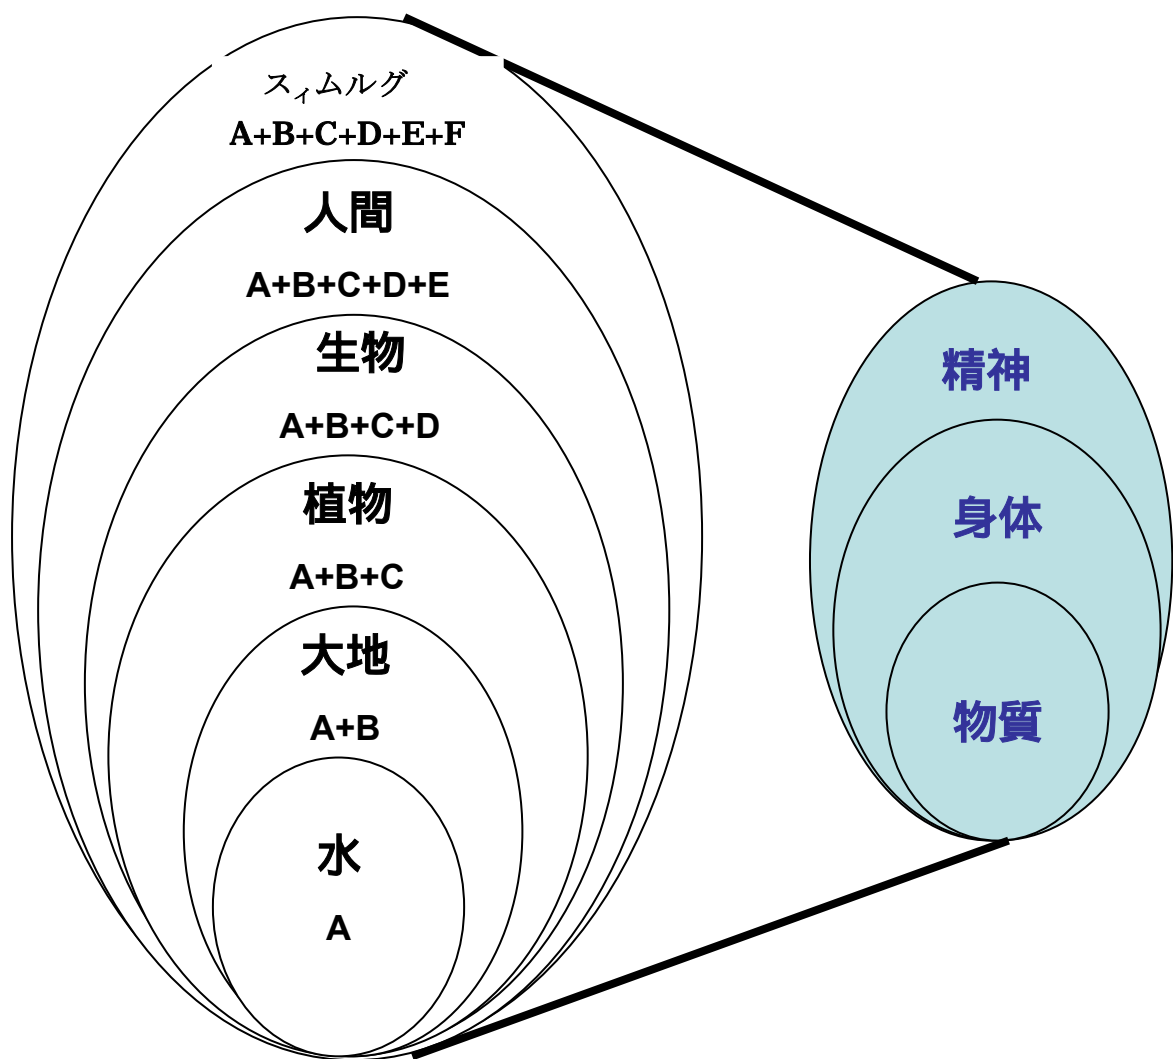 スィムルグ
A+B+C+D+E+F
人間
A+B+C+D+E
生物
A+B+C+D
植物
A+B+C
大地
A+B
水
A
精神
身体
物質